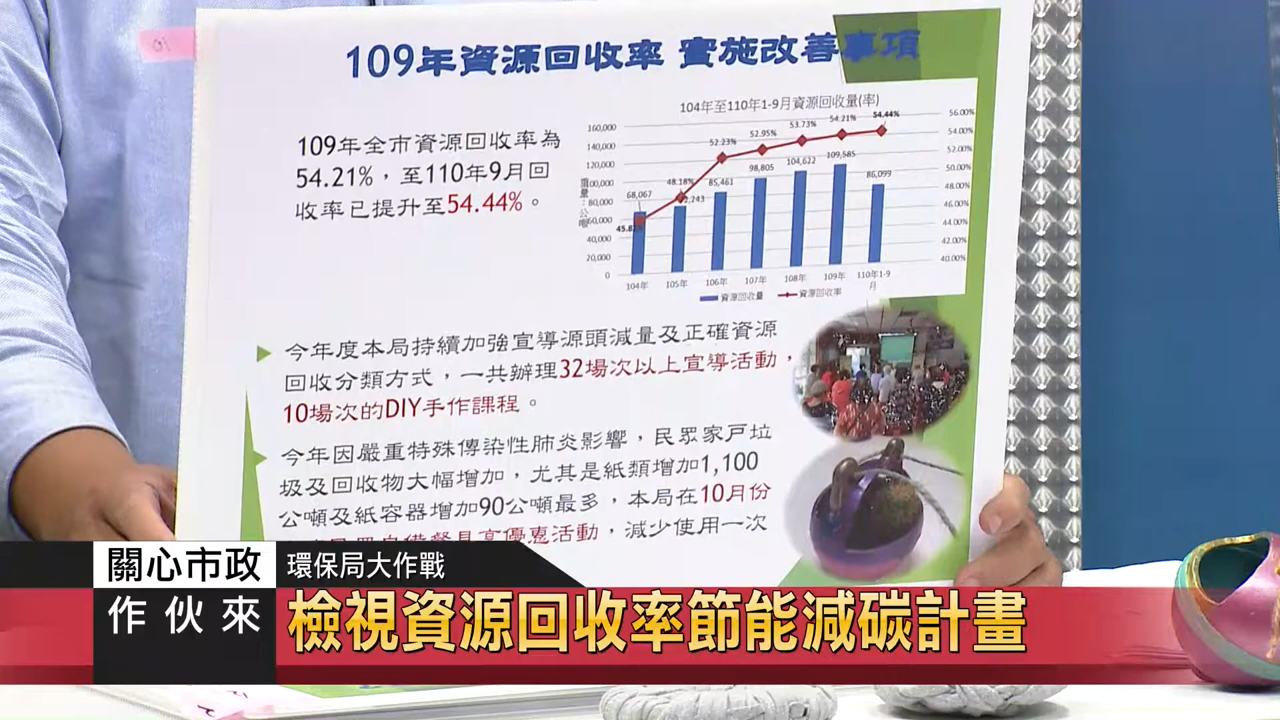 109年資源回收率 實施改善事項
109年全市資源回收率為
54.21%，至110年9月回
收率已提升至54.44%。
104年至110年1-9月資源回收量(率)
160,000
140,000
120,000
80,000
60,000
40,000
20,000
0
56.00%
54.00%
52.00%
50.00%
48.00%
46.00%
44.00%
42.00%
40.00%
48.18%
52.23%
52.95%
53.73%
54.21%
54.44%
68,067
85,461
98,805
104,622
109,585
86,099
104年
105年
106年
107年
108年
109年
110年1-9
月
資源回收量
資源回收率
今年度本局持續加強宣導源頭減量及正確資源
回收分類方式，一共辦理32場次以上宣導活動，
10場次的DIY手作課程。
今年因嚴重特殊傳染性肺炎影響，民眾家戶垃
圾及回收物大幅增加，尤其是紙類增加1,100
公噸及紙容器增加90公噸最多，本局在10月份
民眾自備餐具享優惠活動，減少使用一次
關心市政
作伙來
環保局大作戰
檢視資源回收率節能減碳計畫